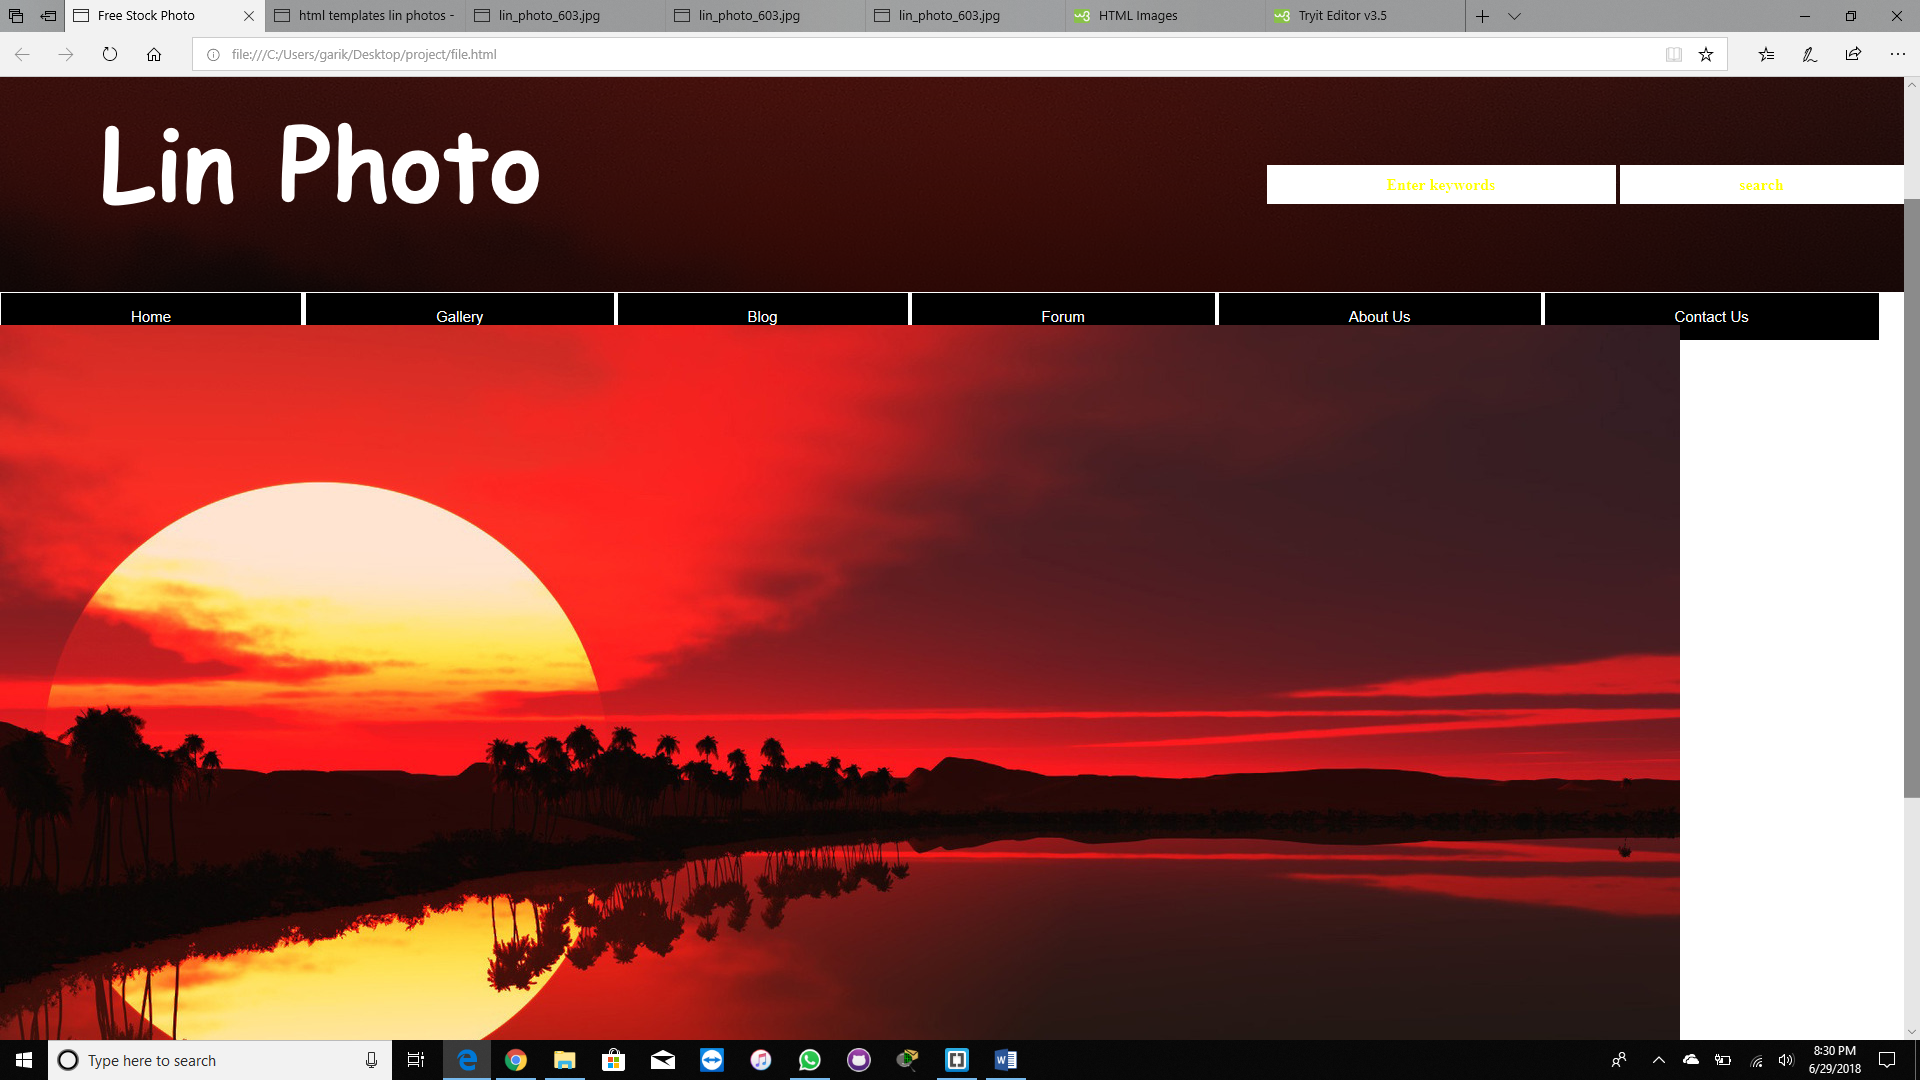 Free Stock Photo
html templates lin photos -
lin_photo_603.jpg
lin_photo_603.jpg
lin_photo_603.jpg
w3 HTML Images
w3 Tryit Editor v3.5
file:///C:/Users/garik/Desktop/project/file.html
Lin Photo
Enter keywords
search
Home
Gallery
Blog
Forum
About Us
Contact Us
Type here to search
8:30 PM
6/29/2018